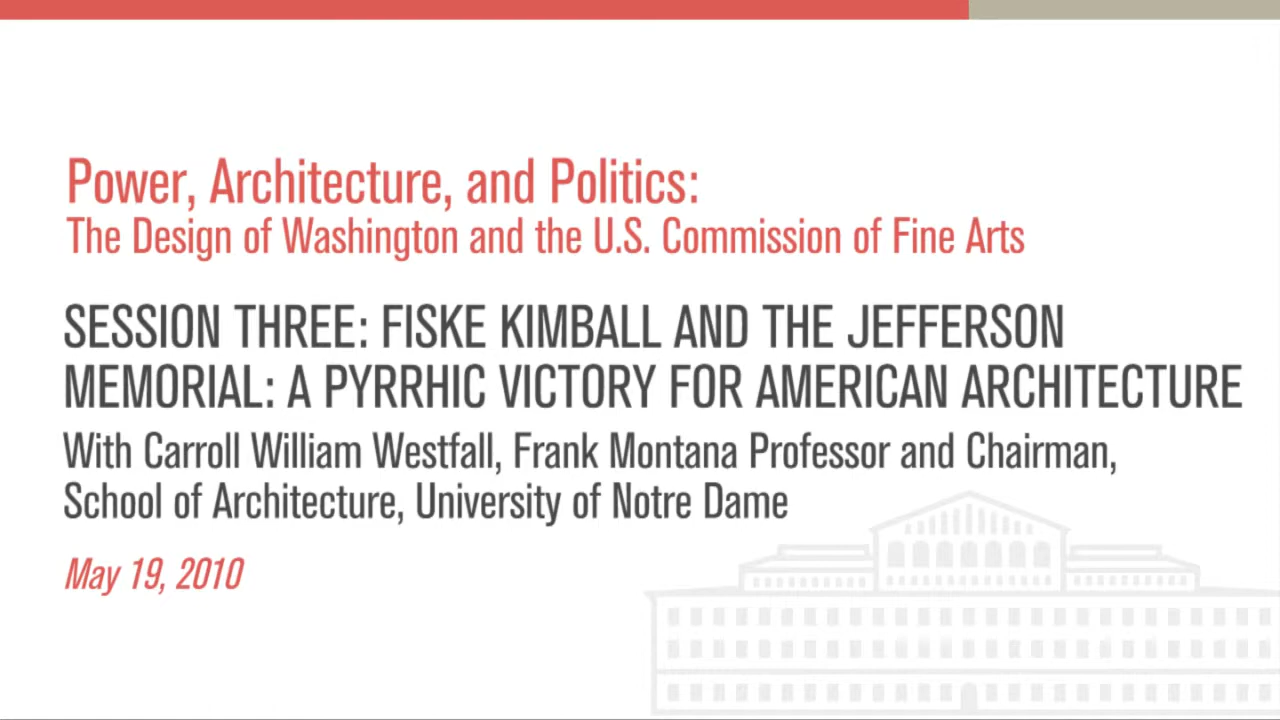 Power, Architecture, and Politics:
The Design of Washington and the U.S. Commission of Fine Arts
SESSION THREE: FISKE KIMBALL AND THE JEFFERSON
MEMORIAL: A PYRRHIC VICTORY FOR AMERICAN ARCHITECTURE
With Carroll William Westfall, Frank Montana Professor and Chairman,
School of Architecture, University of Notre Dame
May 19, 2010